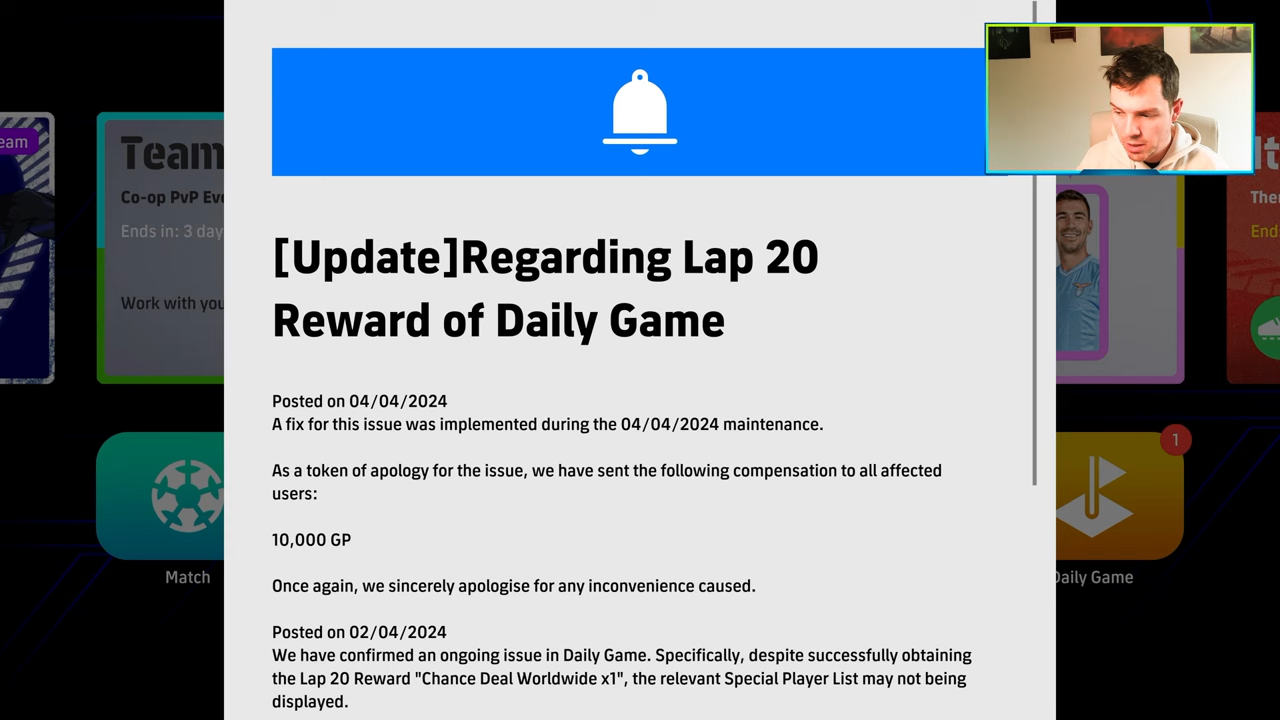 [Update]Regarding Lap 20
Reward of Daily Game
Posted on 04/04/2024
A fix for this issue was implemented during the 04/04/2024 maintenance.
As a token of apology for the issue, we have sent the following compensation to all affected
users:
10,000 GP
Once again, we sincerely apologise for any inconvenience caused.
Posted on 02/04/2024
We have confirmed an ongoing issue in Daily Game. Specifically, despite successfully obtaining
the Lap 20 Reward "Chance Deal Worldwide x1", the relevant Special Player List may not being
displayed.
eam
Team
Co-op PvP Eve
Ends in: 3 day
Work with you
Match
1
Daily Game
It
Ther
End